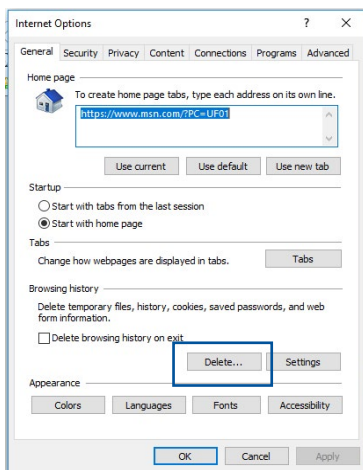 Internet Options ? ×
General Security Privacy Content Connections Programs Advanced
Home page
To create home page tabs, type each address on its own line.
https://www.msn.com/?PC=UF01
Use current Use default Use new tab
Startup
Start with tabs from the last session
Start with home page
Tabs
Change how webpages are displayed in tabs. Tabs
Browsing history
Delete temporary files, history, cookies, saved passwords, and web
form information.
Delete browsing history on exit
Delete... Settings
Appearance
Colors Languages Fonts Accessibility
OK Cancel Apply